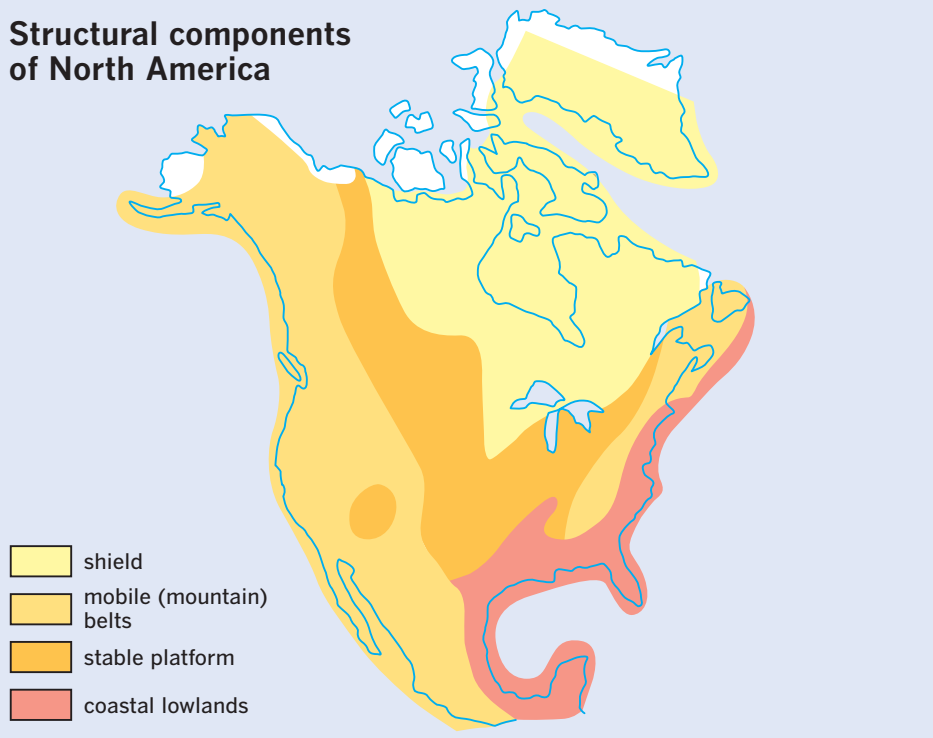 Structural components
of North America
shield
mobile (mountain)
belts
stable platform
coastal lowlands